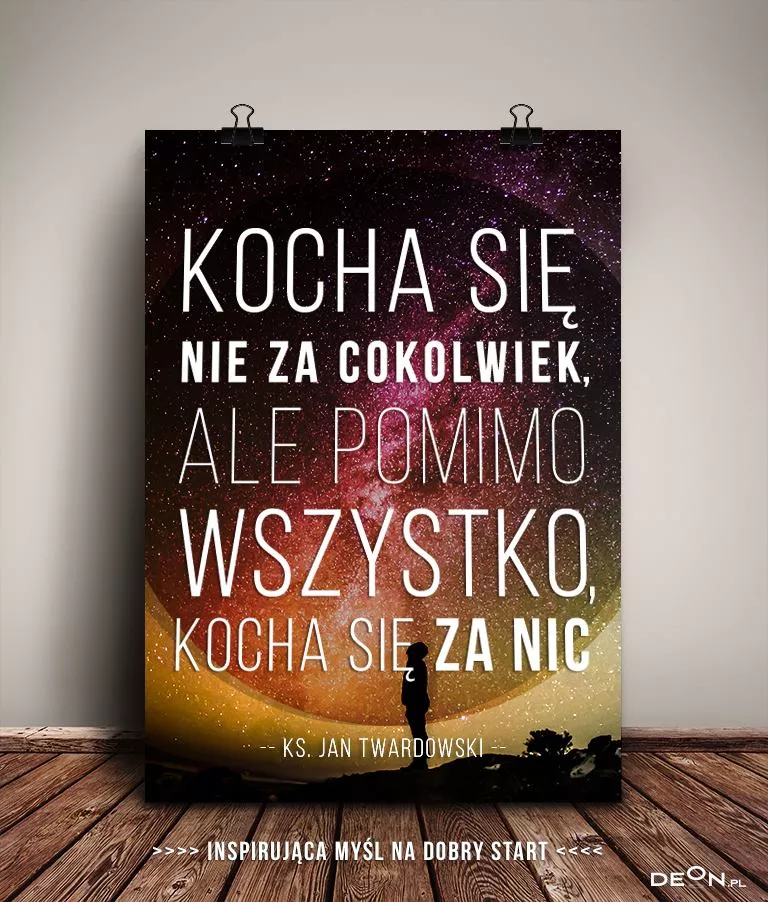 KOCHA SIĘ
NIE ZA COKOLWIEK,
ALE POMIMO
WSZYSTKO,
KOCHA SIĘ ZA NIC
-- KS. JAN TWARDOWSKI --
>>>> INSPIRUJĄCA MYŚL NA DOBRY START <<<<
DEON.PL